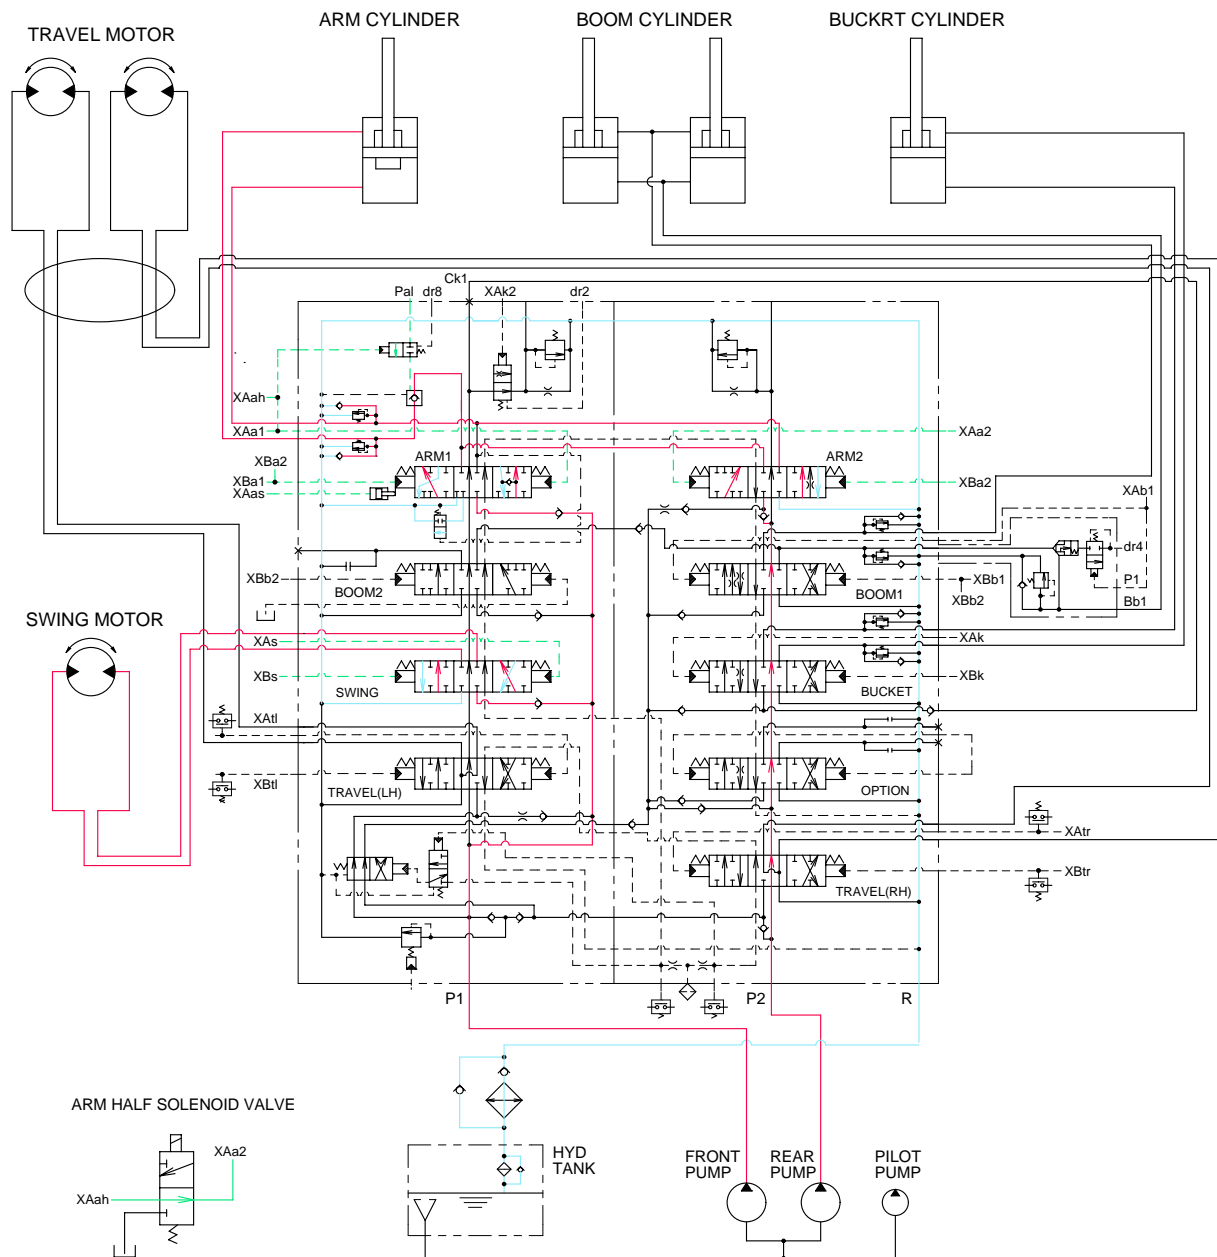 ARM CYLINDER
BOOM CYLINDER
BUCKRT CYLINDER
TRAVEL MOTOR
Ck1
Pal
dr8
XAk2
dr2
XAah
XAa1
XAa2
XBa2
ARM1
ARM2
XBa1
XBa2
XAas
XAb1
dr4
XBb2
XBb1
P1
BOOM2
BOOM1
XBb2
Bb1
SWING MOTOR
XAs
XAk
XBs
XBk
SWING
BUCKET
XAtl
XBtl
TRAVEL(LH)
OPTION
XAtr
XBtr
TRAVEL(RH)
P1
P2
R
ARM HALF SOLENOID VALVE
XAa2
XAah
HYD
TANK
FRONT
PUMP
REAR
PUMP
PILOT
PUMP